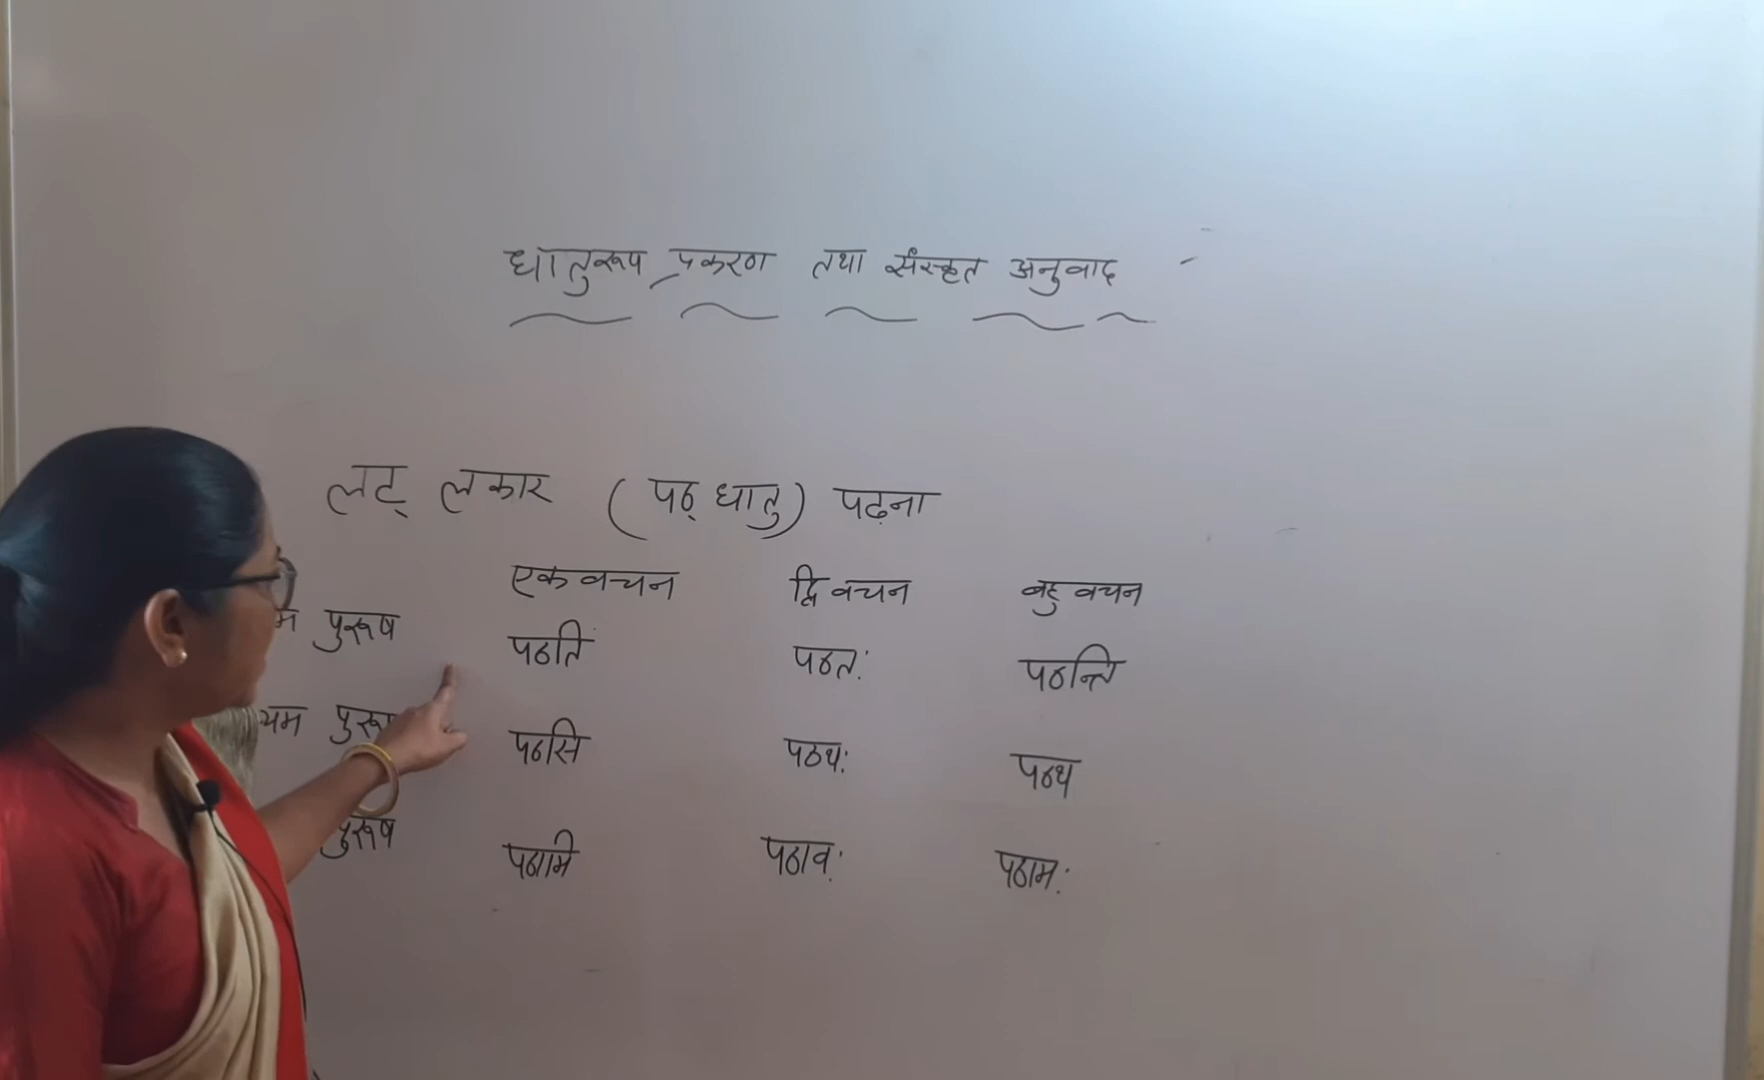 धातुरूप प्रकरण तथा संस्कृत अनुवाद -
लट् लकार (पठ् धातु) पढ़ना
एकवचन द्विवचन बहुवचन
पुरूष पठति पठतः पठन्ति
पठसि पठथः पठथ
पुरूष पठामि पठावः पठामः